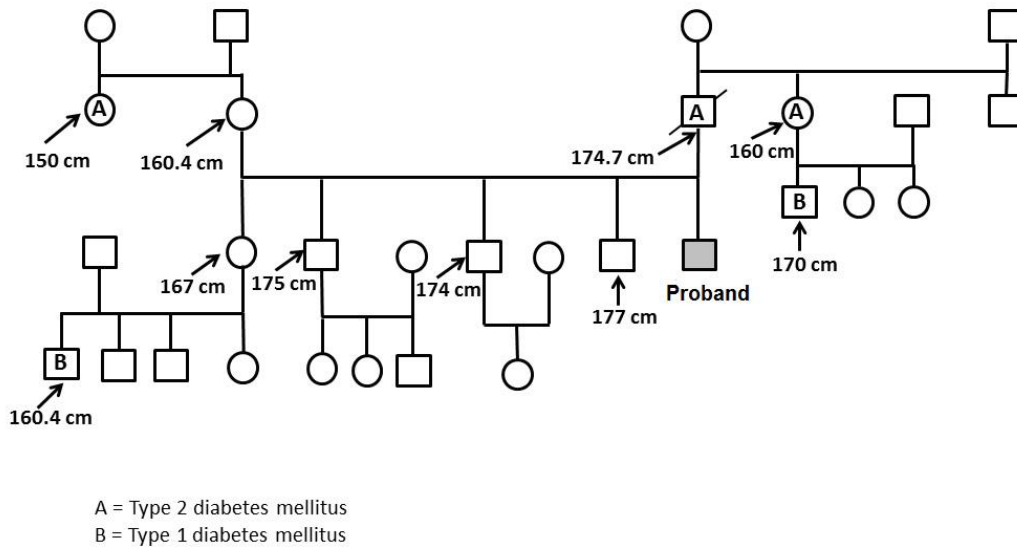 A
A
A
150 cm
160.4 cm
174.7 cm
160 cm
B
170 cm
167 cm
175 cm
174 cm
177 cm
Proband
B
160.4 cm
A = Type 2 diabetes mellitus
B = Type 1 diabetes mellitus